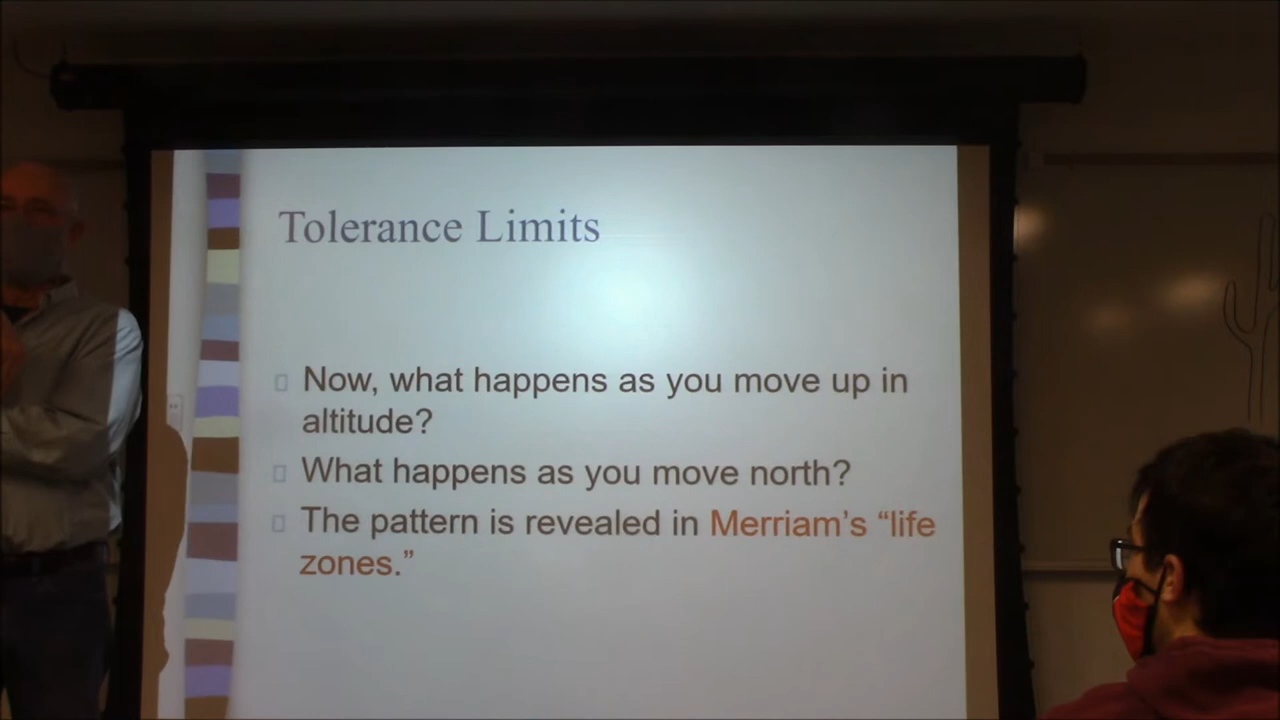 Tolerance Limits
Now, what happens as you move up in
altitude?
What happens as you move north?
The pattern is revealed in Merriam’s “life
zones.”